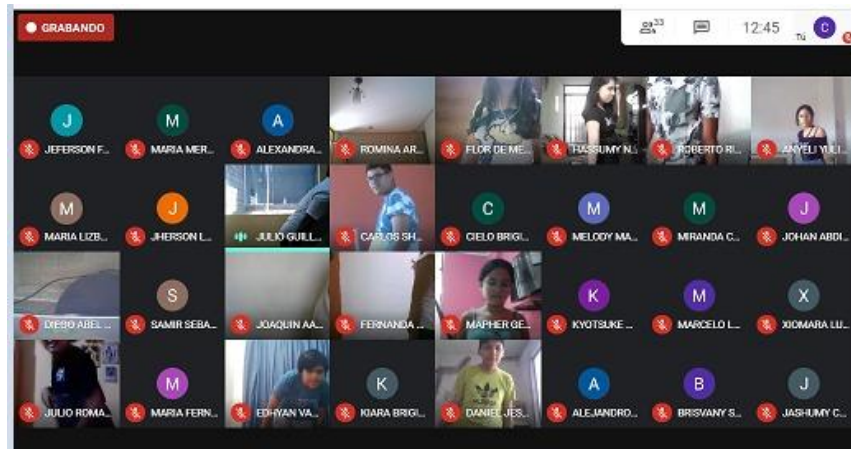 GRABANDO
33
12:45
Tú
C
J
M
A
JEFERSON F...
MARIA MER...
ALEXANDRA...
ROMINA AR...
FLOR DE ME...
HASSUMY N...
ROBERTO RI...
ANYELI YULI...
M
J
C
M
M
J
MARIA LIZB...
JHERSON L...
JULIO GUILL...
CARLOS SH...
CIELO BRIGI...
MELODY MA...
MIRANDA C...
JOHAN ABDI...
S
K
M
X
DIEGO ABEL ...
SAMIR SEBA...
JOAQUIN AA...
FERNANDA ...
MAPHER GE...
KYOTSUKE ...
MARCELO L...
XIOMARA LU...
M
K
A
B
J
JULIO ROMA...
MARIA FERN...
EDHYAN VA...
KIARA BRIGI...
DANIEL JES...
ALEJANDRO...
BRISVANY S...
JASHUMY C...